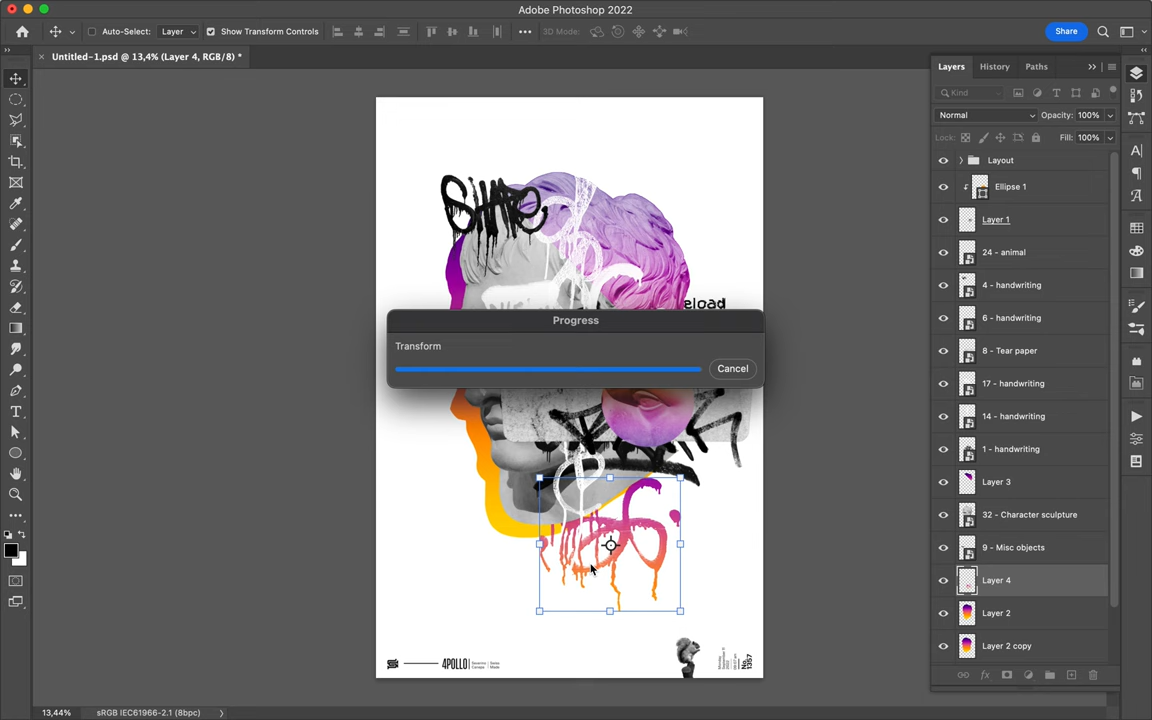 Adobe Photoshop 2022
Auto-Select: Layer Show Transform Controls 3D Mode: Share
Untitled-1.psd @ 13,4% (Layer 4, RGB/8) *
Layers History Paths
Kind
Normal Opacity: 100%
Lock: Fill: 100%
Layout
Ellipse 1
Layer 1
24 - animal
4 - handwriting
6 - handwriting
8 - Tear paper
17 - handwriting
14 - handwriting
1 - handwriting
Layer 3
32 - Character sculpture
9 - Misc objects
Layer 4
Layer 2
Layer 2 copy
eload
Progress
Transform
Cancel
4POLLO
No. 1357
13,44% sRGB IEC61966-2.1 (8bpc)